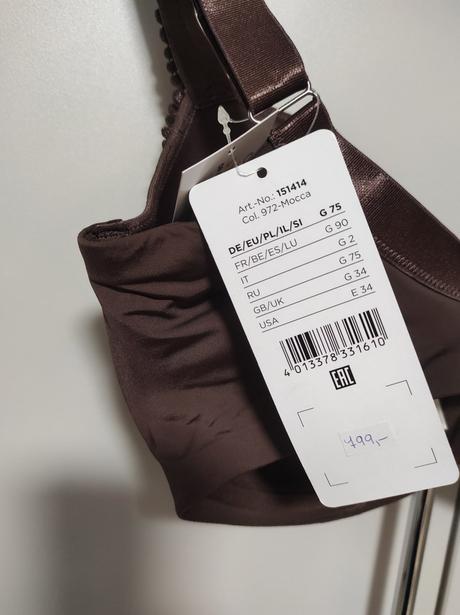 Art.-No.: 151414
Col. 972-Mocca
DE/EU/PL/IL/SI G 75
FR/BE/ES/LU G 90
IT G 2
RU G 75
GB/UK G 34
USA E 34
4 013378 331610
EAC
799,-